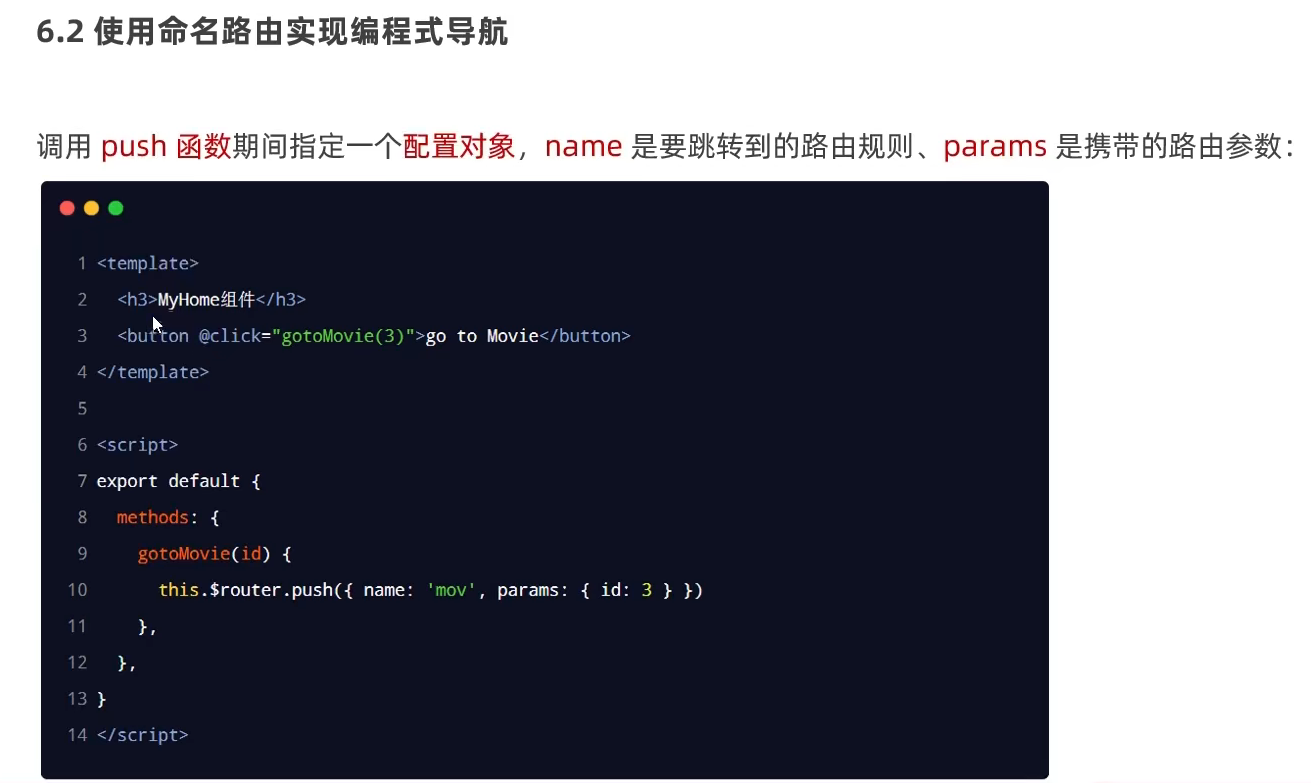 6.2 使用命名路由实现编程式导航
调用 push 函数期间指定一个配置对象，name 是要跳转到的路由规则、params 是携带的路由参数：
1 <template>
2   <h3>MyHome组件</h3>
3   <button @click="gotoMovie(3)">go to Movie</button>
4 </template>
5
6 <script>
7 export default {
8   methods: {
9     gotoMovie(id) {
10       this.$router.push({ name: 'mov', params: { id: 3 } })
11     },
12   },
13 }
14 </script>